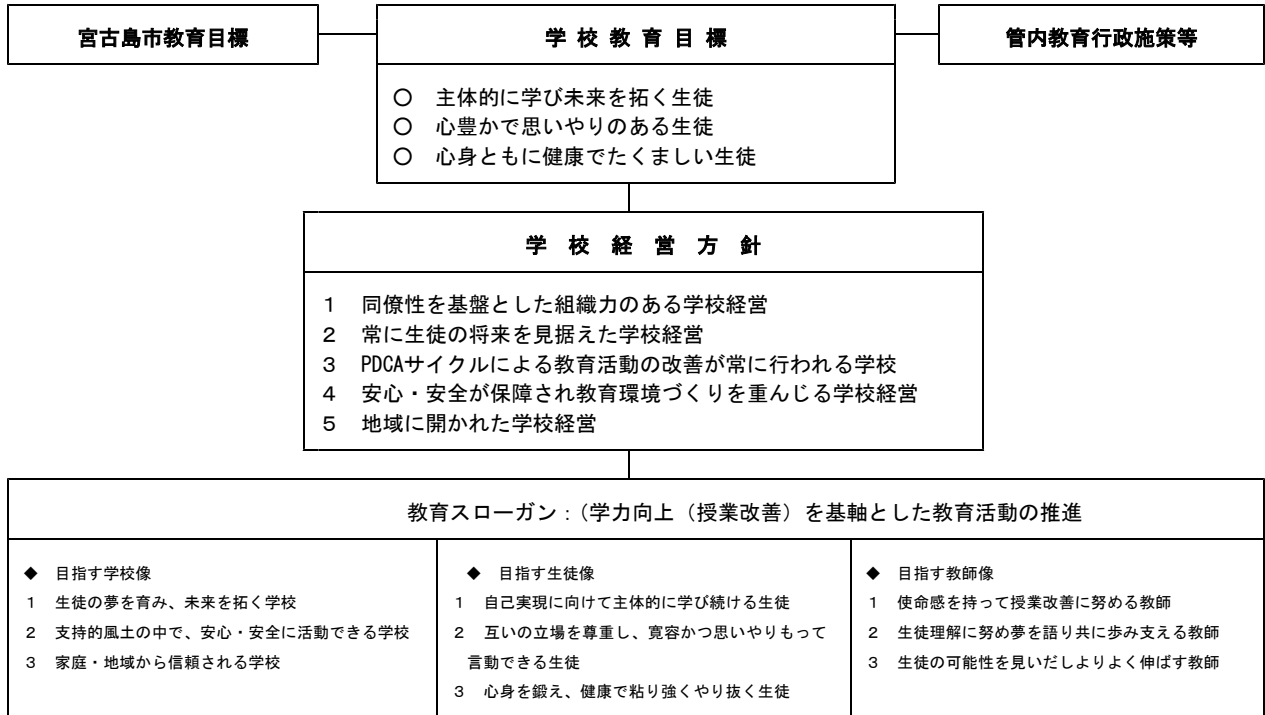 宮古島市教育目標
学 校 教 育 目 標
管内教育行政施策等
○ 主体的に学び未来を拓く生徒
○ 心豊かで思いやりのある生徒
○ 心身ともに健康でたくましい生徒
学 校 経 営 方 針
1 同僚性を基盤とした組織力のある学校経営
2 常に生徒の将来を見据えた学校経営
3 PDCAサイクルによる教育活動の改善が常に行われる学校
4 安心・安全が保障され教育環境づくりを重んじる学校経営
5 地域に開かれた学校経営
教育スローガン：（学力向上（授業改善）を基軸とした教育活動の推進
◆ 目指す学校像
1 生徒の夢を育み、未来を拓く学校
2 支持的風土の中で、安心・安全に活動できる学校
3 家庭・地域から信頼される学校
◆ 目指す生徒像
1 自己実現に向けて主体的に学び続ける生徒
2 互いの立場を尊重し、寛容かつ思いやりもって
言動できる生徒
3 心身を鍛え、健康で粘り強くやり抜く生徒
◆ 目指す教師像
1 使命感を持って授業改善に努める教師
2 生徒理解に努め夢を語り共に歩み支える教師
3 生徒の可能性を見いだしよりよく伸ばす教師